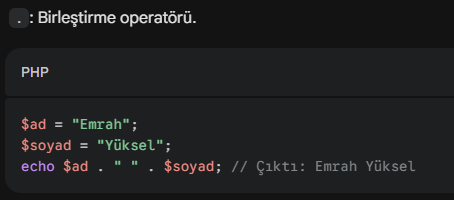 .: Birleştirme operatörü.
PHP
$ad = "Emrah";
$soyad = "Yüksel";
echo $ad . " " . $soyad; // Çıktı: Emrah Yüksel